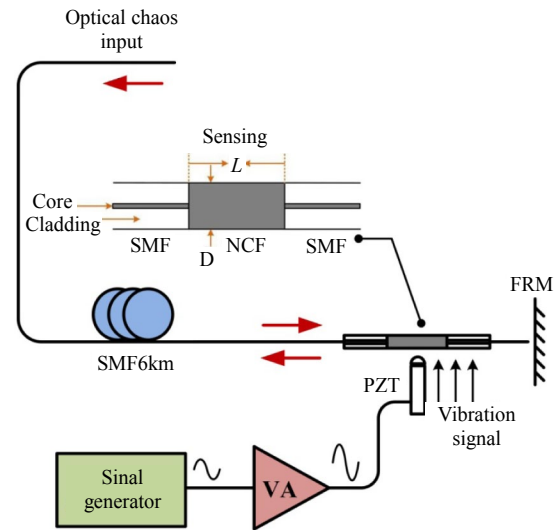 Optical chaos
input
Sensing
L
Core
Cladding
SMF
NCF
SMF
D
FRM
SMF6km
PZT
Vibration
signal
Sinal
generator
VA